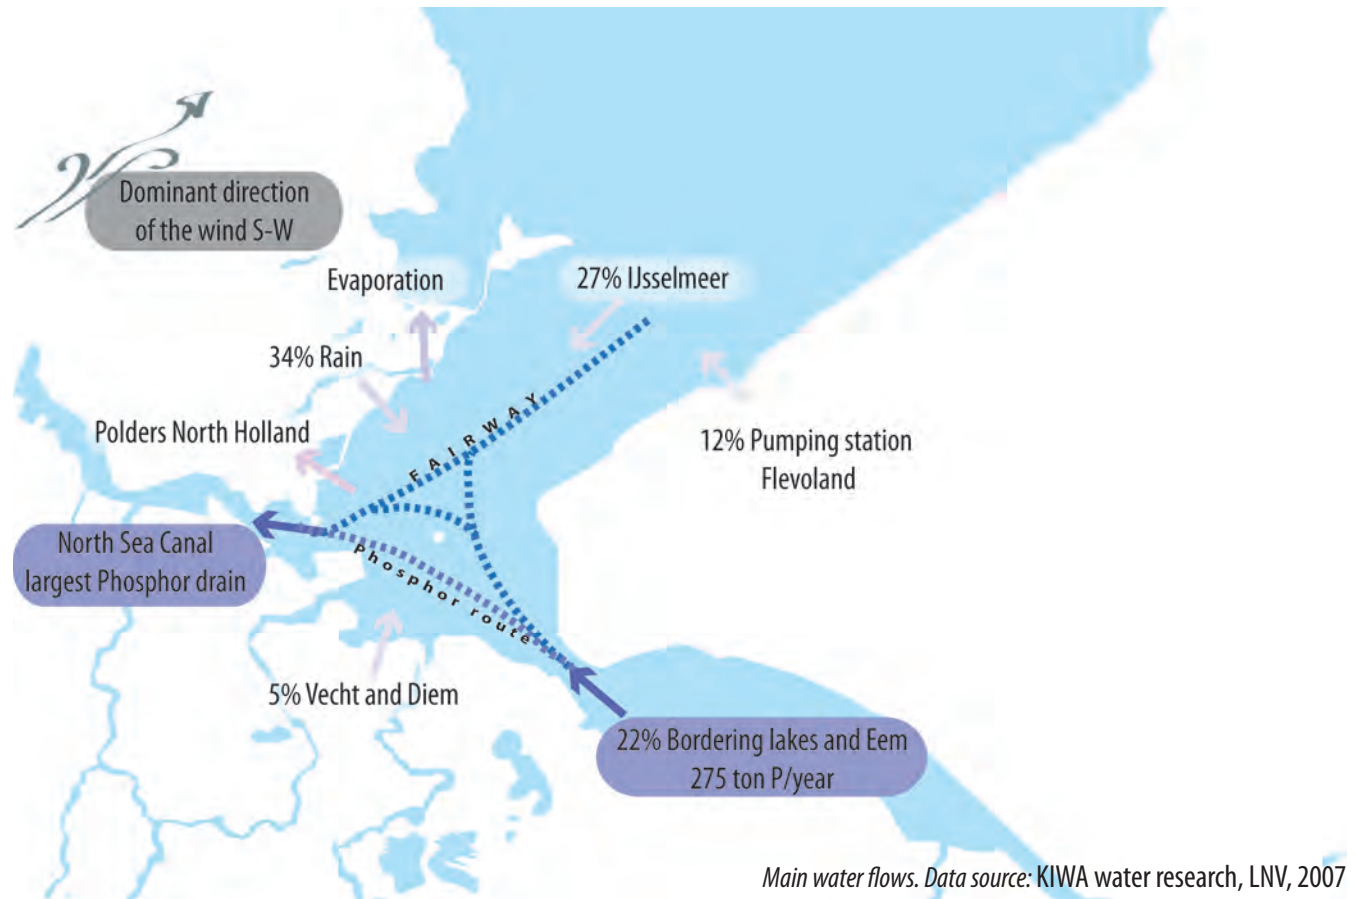 Dominant direction
of the wind S-W
Evaporation
27% IJsselmeer
34% Rain
FAIRWAY
Polders North Holland
12% Pumping station
Flevoland
North Sea Canal
largest Phosphor drain
Phosphor route
5% Vecht and Diem
22% Bordering lakes and Eem
275 ton P/year
Main water flows. Data source: KIWA water research, LNV, 2007